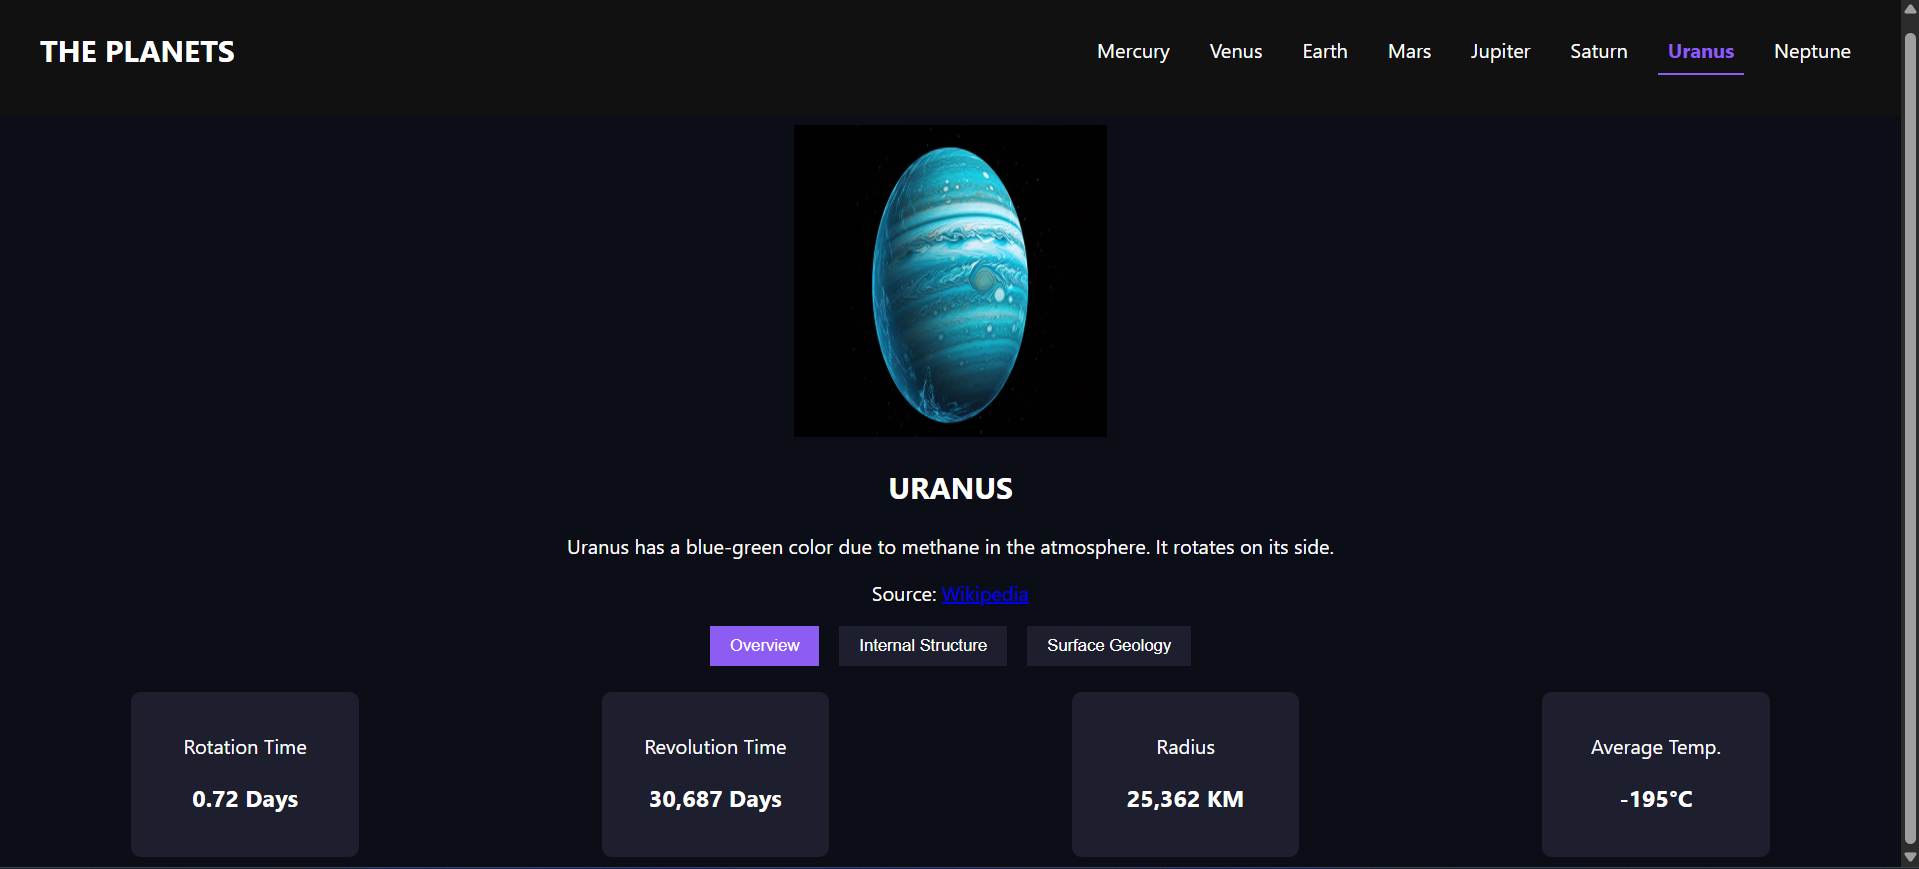 THE PLANETS
Mercury Venus Earth Mars Jupiter Saturn Uranus Neptune
URANUS
Uranus has a blue-green color due to methane in the atmosphere. It rotates on its side.
Source: Wikipedia
Overview Internal Structure Surface Geology
Rotation Time
0.72 Days
Revolution Time
30,687 Days
Radius
25,362 KM
Average Temp.
-195°C